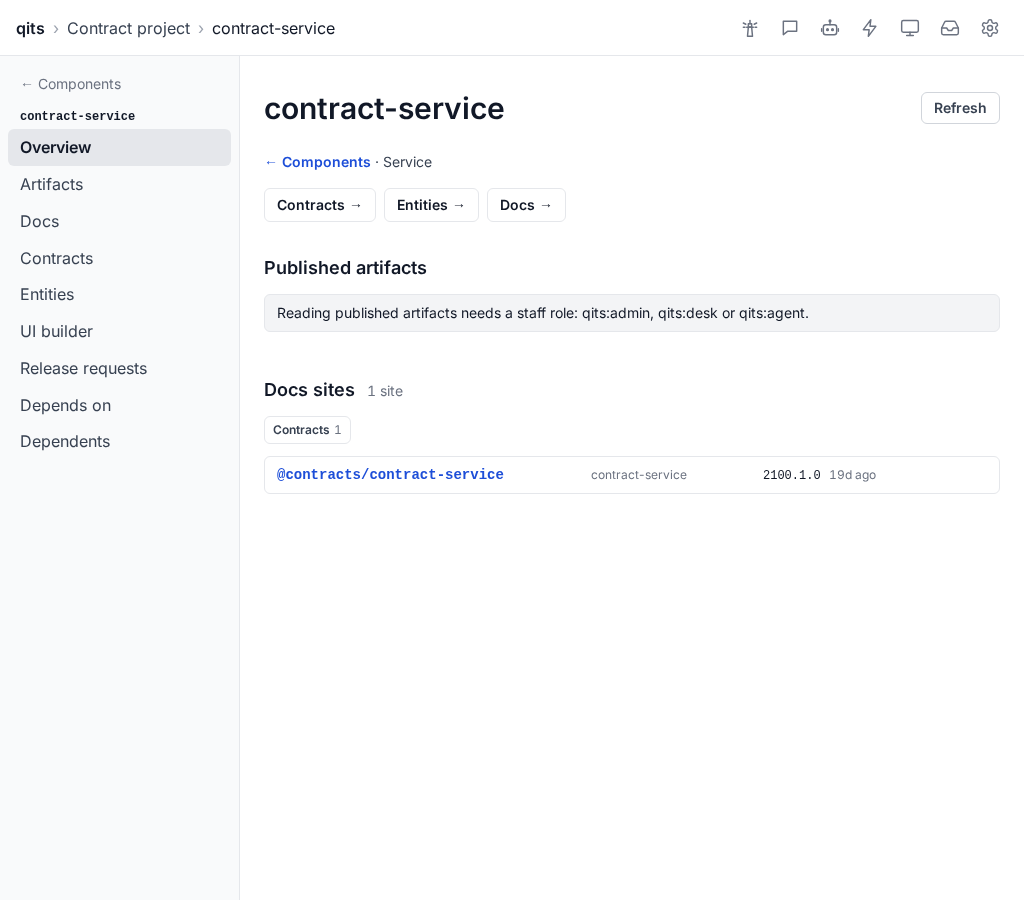 qits › Contract project › contract-service
← Components
contract-service
Overview
Artifacts
Docs
Contracts
Entities
UI builder
Release requests
Depends on
Dependents
contract-service
Refresh
← Components · Service
Contracts →
Entities →
Docs →
Published artifacts
Reading published artifacts needs a staff role: qits:admin, qits:desk or qits:agent.
Docs sites 1 site
Contracts 1
@contracts/contract-service contract-service 2100.1.0 19d ago